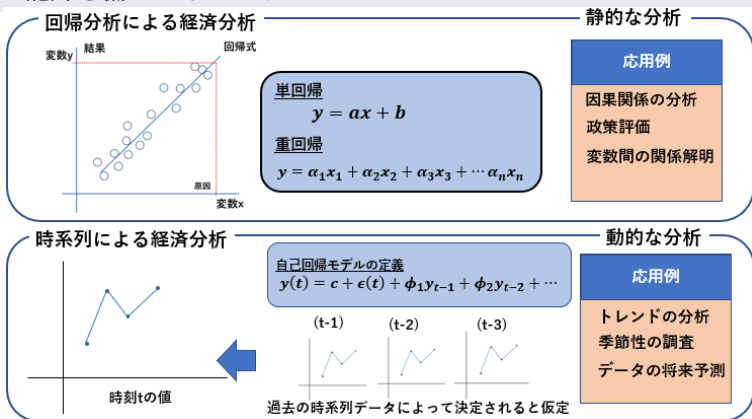 回帰分析による経済分析
静的な分析
変数y
結果
回帰式
原因
変数x
単回帰
y = ax + b
重回帰
y = α₁x₁ + α₂x₂ + α₃x₃ + ⋯ αₙxₙ
応用例
因果関係の分析
政策評価
変数間の関係解明
時系列による経済分析
動的な分析
時刻tの値
自己回帰モデルの定義
y(t) = c + ϵ(t) + ϕ₁yₜ₋₁ + ϕ₂yₜ₋₂ + ⋯
(t-1)
(t-2)
(t-3)
過去の時系列データによって決定されると仮定
応用例
トレンドの分析
季節性の調査
データの将来予測